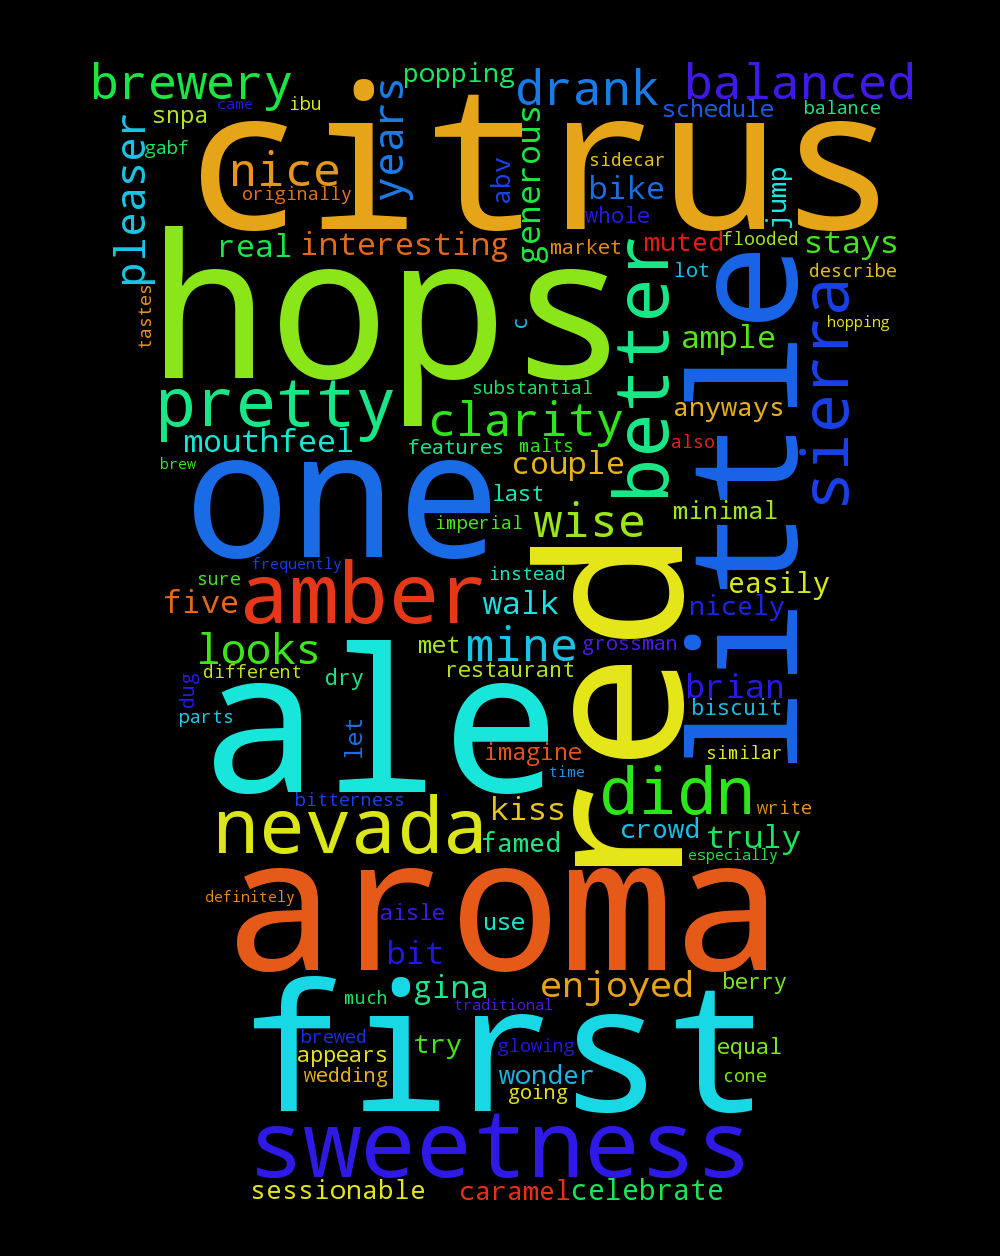 brewery
popping
drank
balanced
citrus
came
ibu
snpa
schedule
balance
gabf
pleaser
nice
originally
years
abv
generous
sidecar
bike
whole
jump
real
interesting
market
muted
flooded
stays
lot
describe
tastes
hops
c
better
little
sierra
hopping
ample
pretty
substantial
clarity
anyways
mouthfeel
features
malts
also
brew
couple
one
last
imperial
wise
minimal
frequently
sure
amber
instead
red
easily
five
walk
nicely
looks
met
mine
grossman
different
dry
restaurant
brian
dug
parts
biscuit
ale
let
imagine
similar
time
didn
bitterness
kiss
write
nevada
famed
crowd
truly
especially
aroma
definitely
aisle
use
bit
gina
enjoyed
berry
much
traditional
first
brewed
try
glowing
equal
appears
wedding
wonder
cone
going
sweetness
sessionable
caramel
celebrate